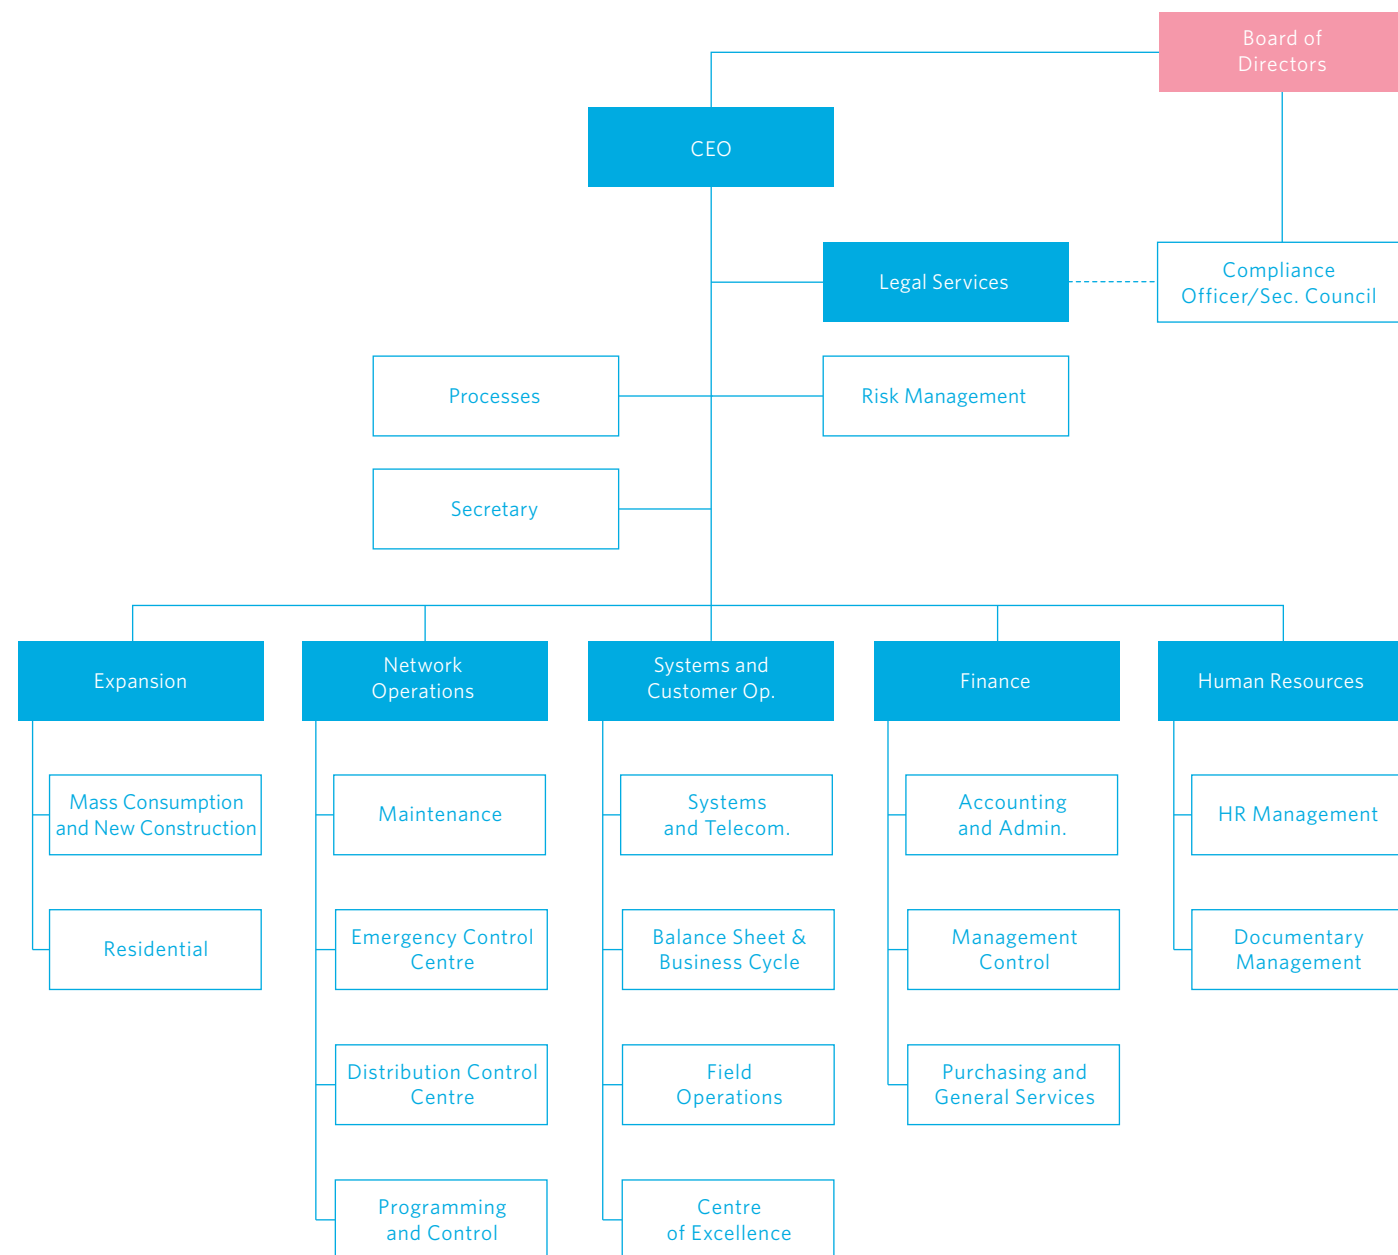 Board of
Directors
CEO
Legal Services
Compliance
Officer/Sec. Council
Processes
Risk Management
Secretary
Expansion
Network
Operations
Systems and
Customer Op.
Finance
Human Resources
Mass Consumption
and New Construction
Maintenance
Systems
and Telecom.
Accounting
and Admin.
HR Management
Residential
Emergency Control
Centre
Balance Sheet &
Business Cycle
Management
Control
Documentary
Management
Distribution Control
Centre
Field
Operations
Purchasing and
General Services
Programming
and Control
Centre
of Excellence